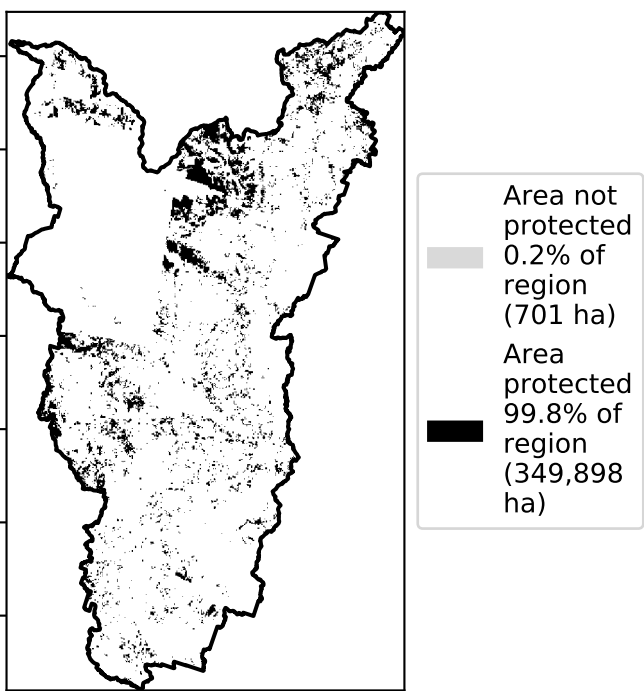 Area not
protected
0.2% of
region
(701 ha)
Area
protected
99.8% of
region
(349,898
ha)